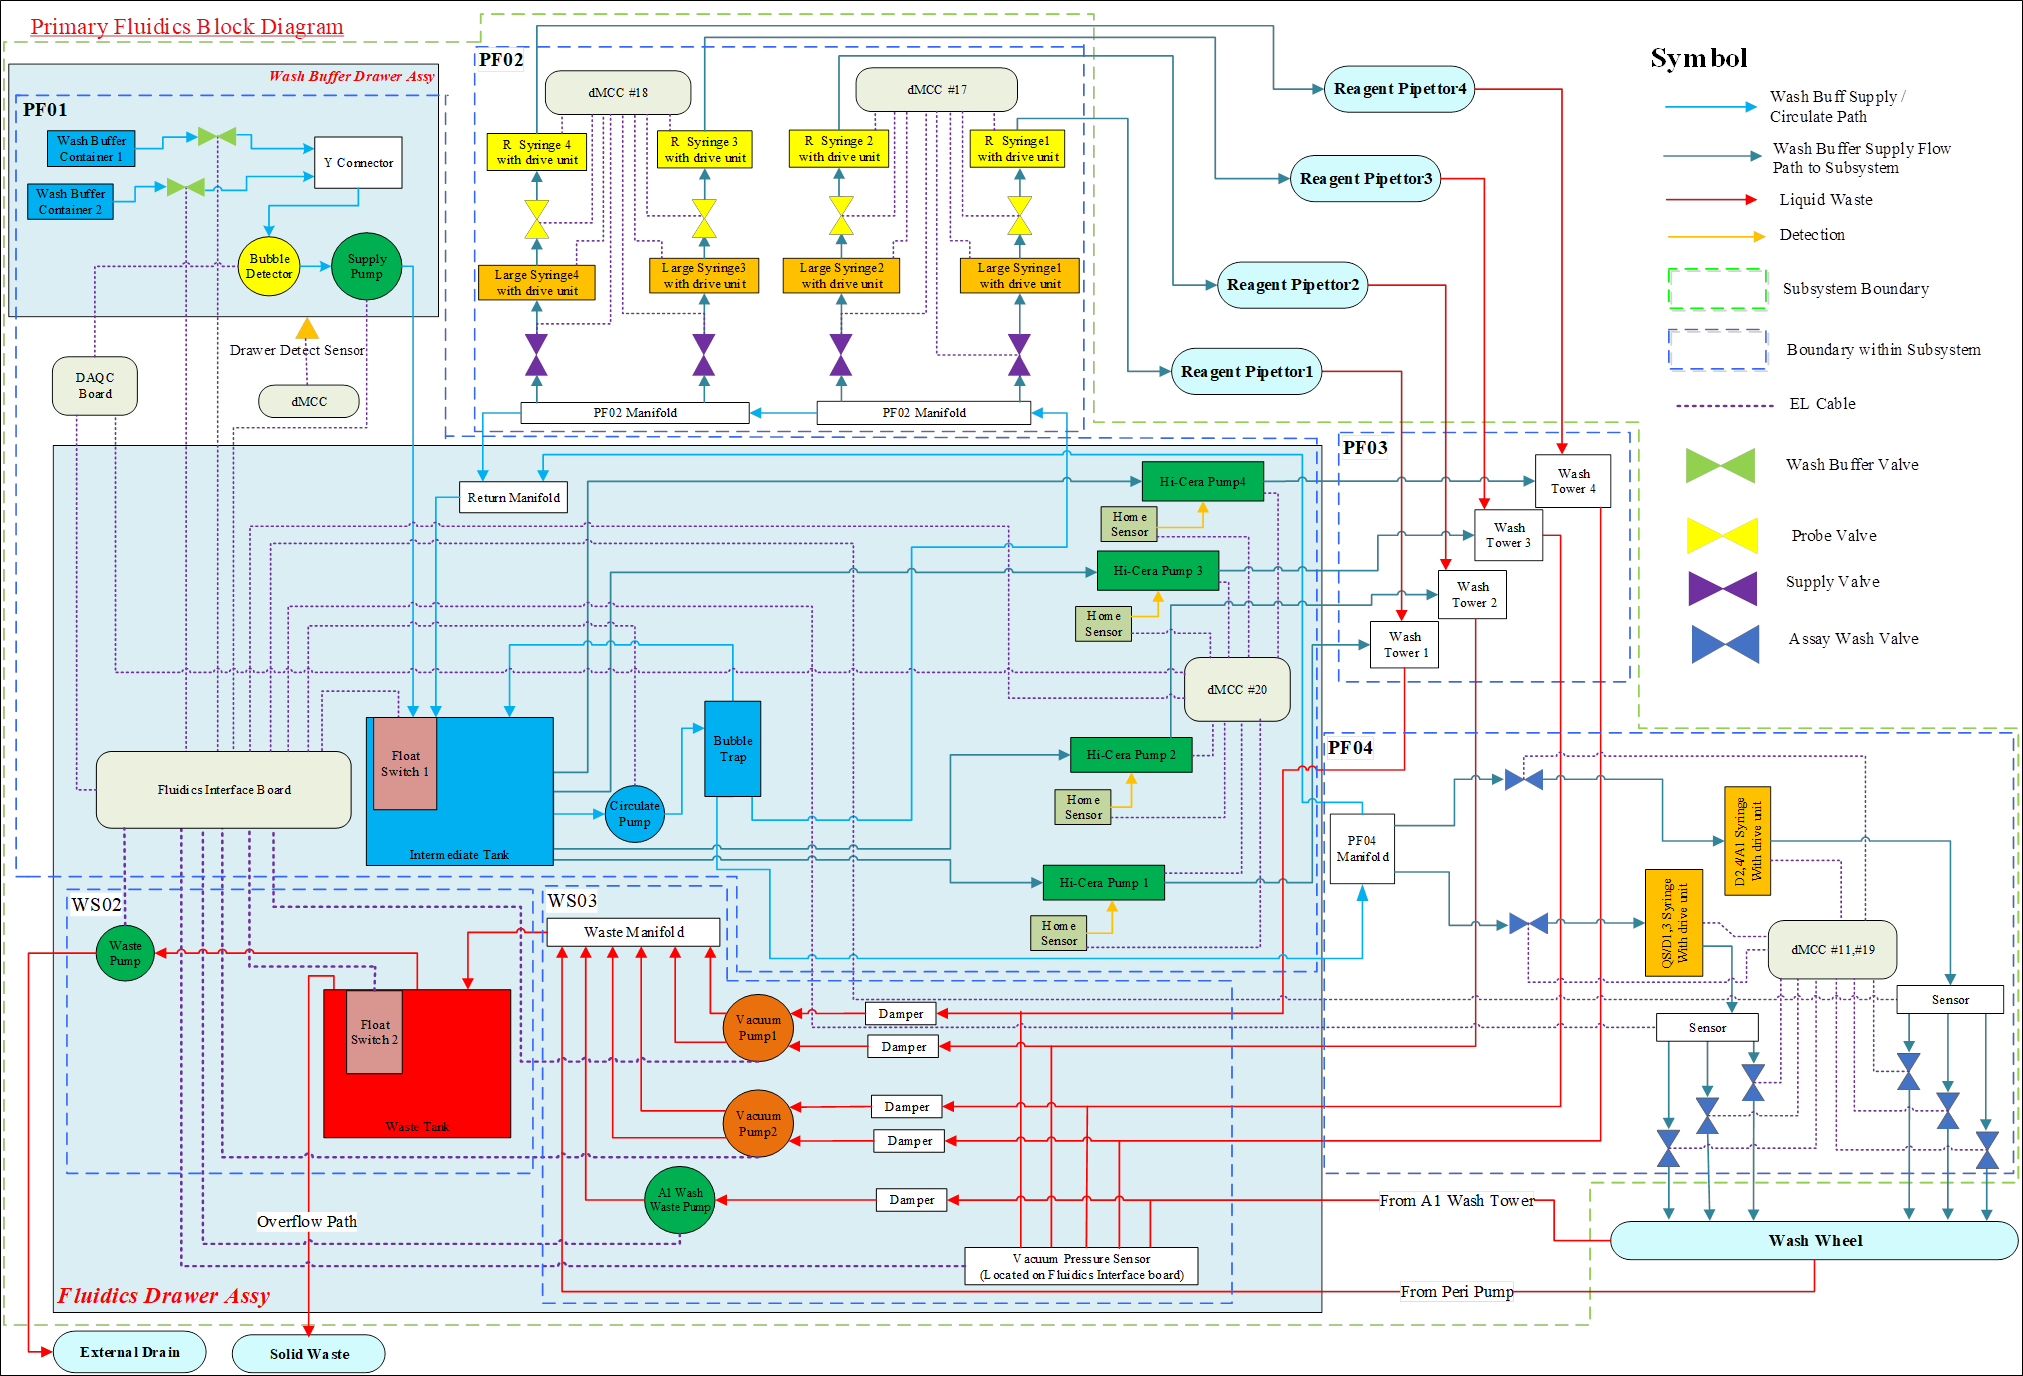 Primary Fluidics Block Diagram
Wash Buffer Drawer Assy
PF01
Wash Buffer
Container 1
Wash Buffer
Container 2
Y Connector
Bubble
Detector
Supply
Pump
Drawer Detect Sensor
DAQC
Board
dMCC
PF02
dMCC #18
dMCC #17
R Syringe 4
with drive unit
R Syringe 3
with drive unit
R Syringe 2
with drive unit
R Syringe1
with drive unit
Large Syringe4
with drive unit
Large Syringe3
with drive unit
Large Syringe2
with drive unit
Large Syringe1
with drive unit
PF02 Manifold
PF02 Manifold
Reagent Pipettor4
Reagent Pipettor3
Reagent Pipettor2
Reagent Pipettor1
Symbol
Wash Buff Supply /
Circulate Path
Wash Buffer Supply Flow
Path to Subsystem
Liquid Waste
Detection
Subsystem Boundary
Boundary within Subsystem
EL Cable
Wash Buffer Valve
Probe Valve
Supply Valve
Assay Wash Valve
PF03
Wash
Tower 4
Wash
Tower 3
Wash
Tower 2
Wash
Tower 1
Return Manifold
Hi-Cera Pump4
Home
Sensor
Hi-Cera Pump 3
Home
Sensor
dMCC #20
Hi-Cera Pump 2
Home
Sensor
Hi-Cera Pump 1
Home
Sensor
Fluidics Interface Board
Float
Switch 1
Intermediate Tank
Circulate
Pump
Bubble
Trap
PF04
PF04
Manifold
D2,4/A1 Syringe
With drive unit
QS/D1,3 Syringe
With drive unit
dMCC #11,#19
Sensor
Sensor
WS02
Waste
Pump
Float
Switch 2
Waste Tank
WS03
Waste Manifold
Vacuum
Pump1
Damper
Damper
Vacuum
Pump2
Damper
Damper
A1 Wash
Waste Pump
Damper
From A1 Wash Tower
Vacuum Pressure Sensor
(Located on Fluidics Interface board)
From Peri Pump
Wash Wheel
Overflow Path
Fluidics Drawer Assy
External Drain
Solid Waste